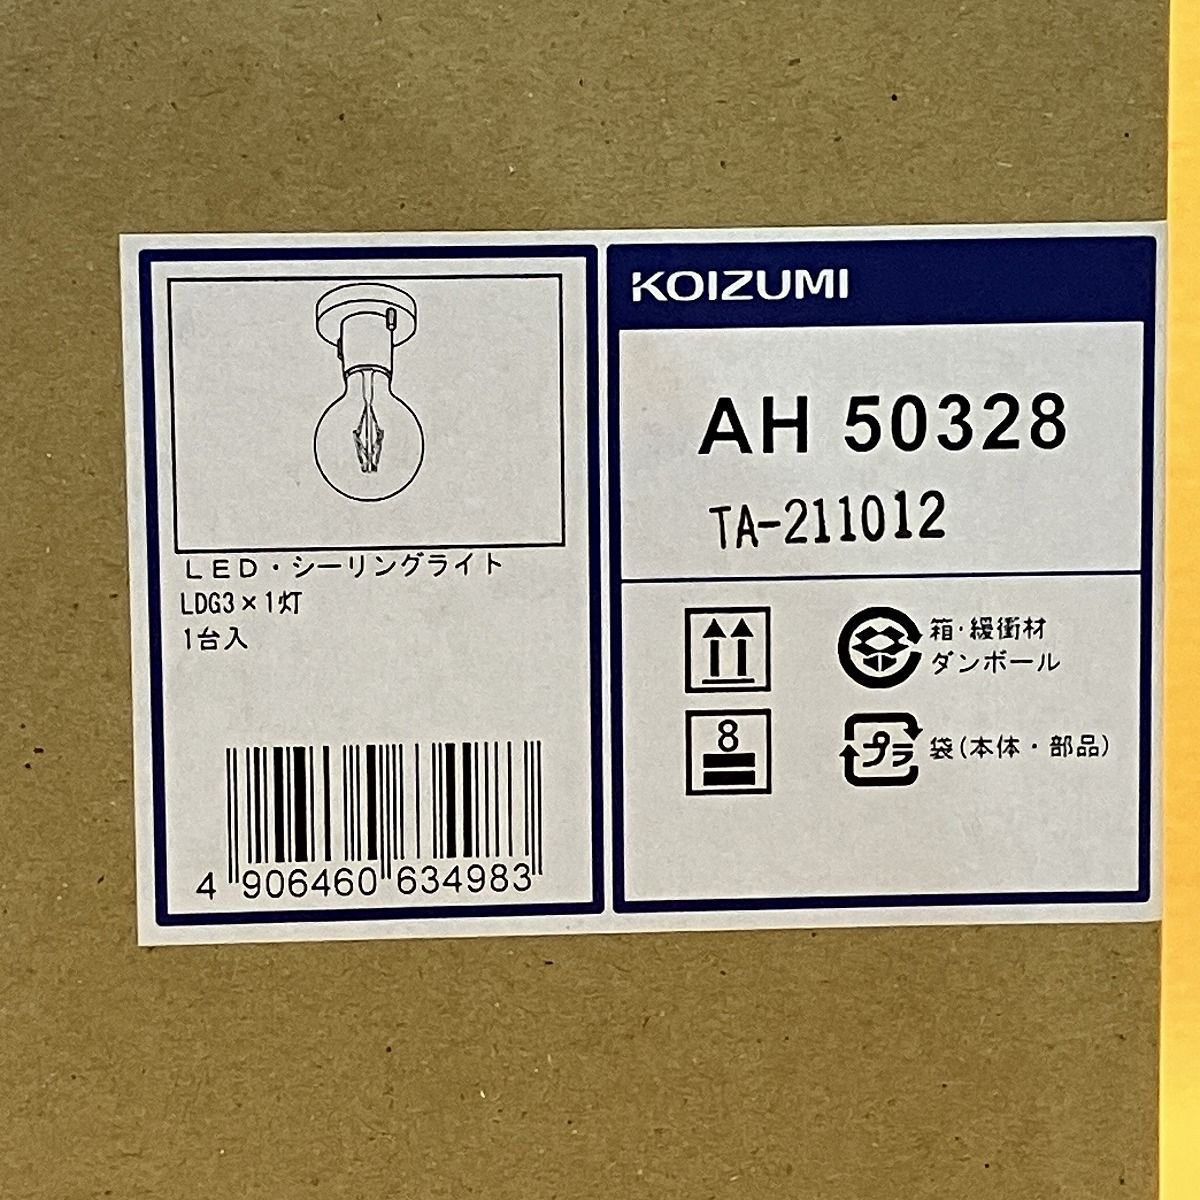 KOIZUMI
AH 50328
TA-211012
LED・シーリングライト
LDG3×1灯
1台入
4 906460 634983
箱・緩衝材
ダンボール
8
プラ
袋(本体・部品)